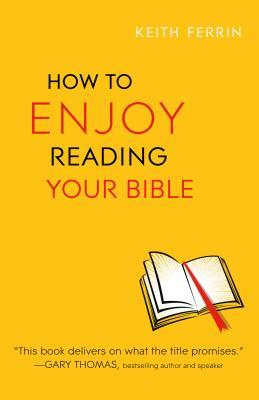 KEITH FERRIN
HOW TO
ENJOY
READING
YOUR BIBLE
"This book delivers on what the title promises."
—GARY THOMAS, bestselling author and speaker